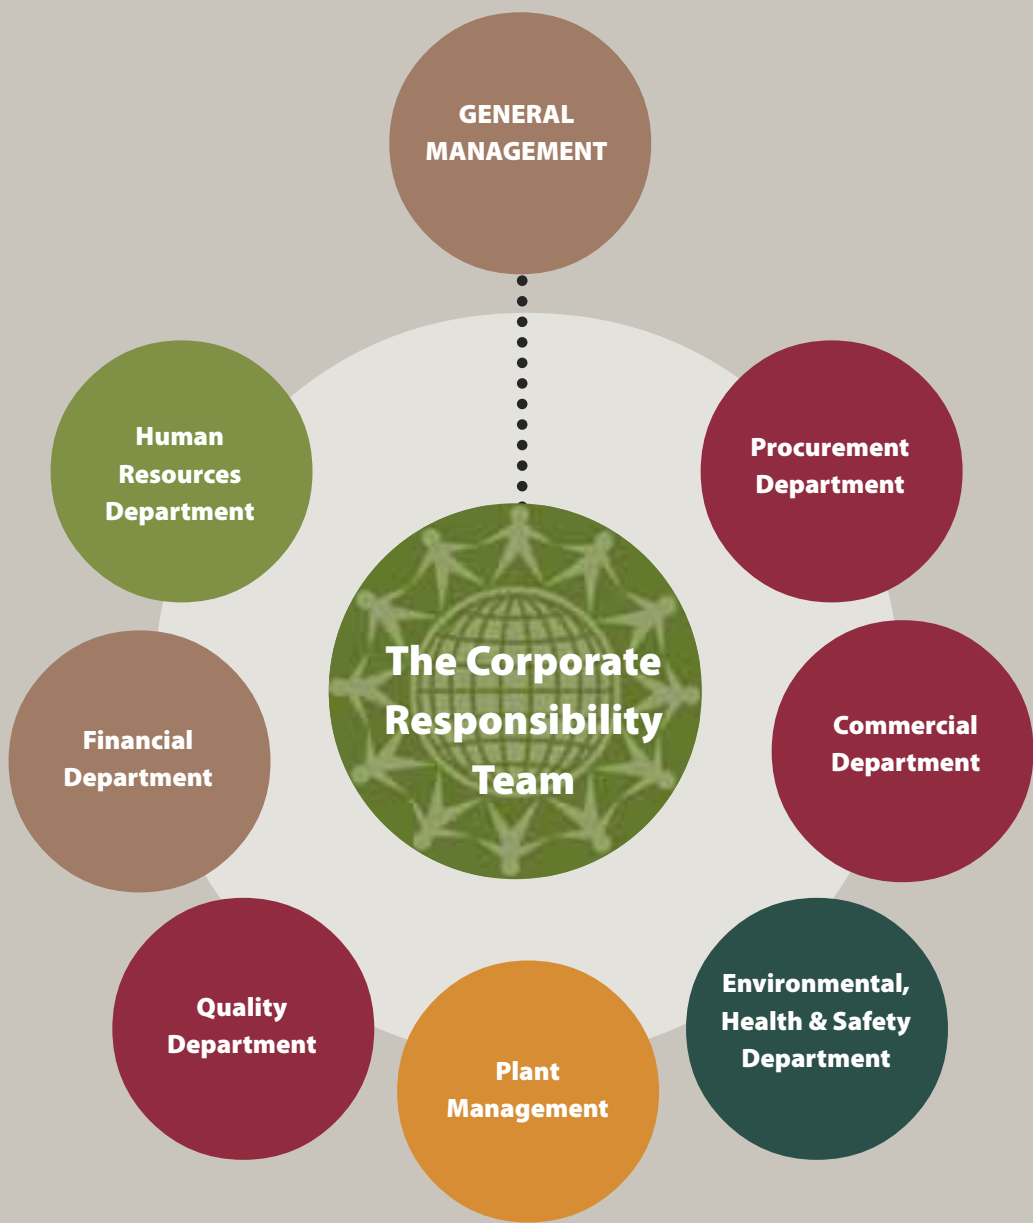 GENERAL
MANAGEMENT
Human
Resources
Department
Procurement
Department
The Corporate
Responsibility
Team
Financial
Department
Commercial
Department
Quality
Department
Plant
Management
Environmental,
Health & Safety
Department